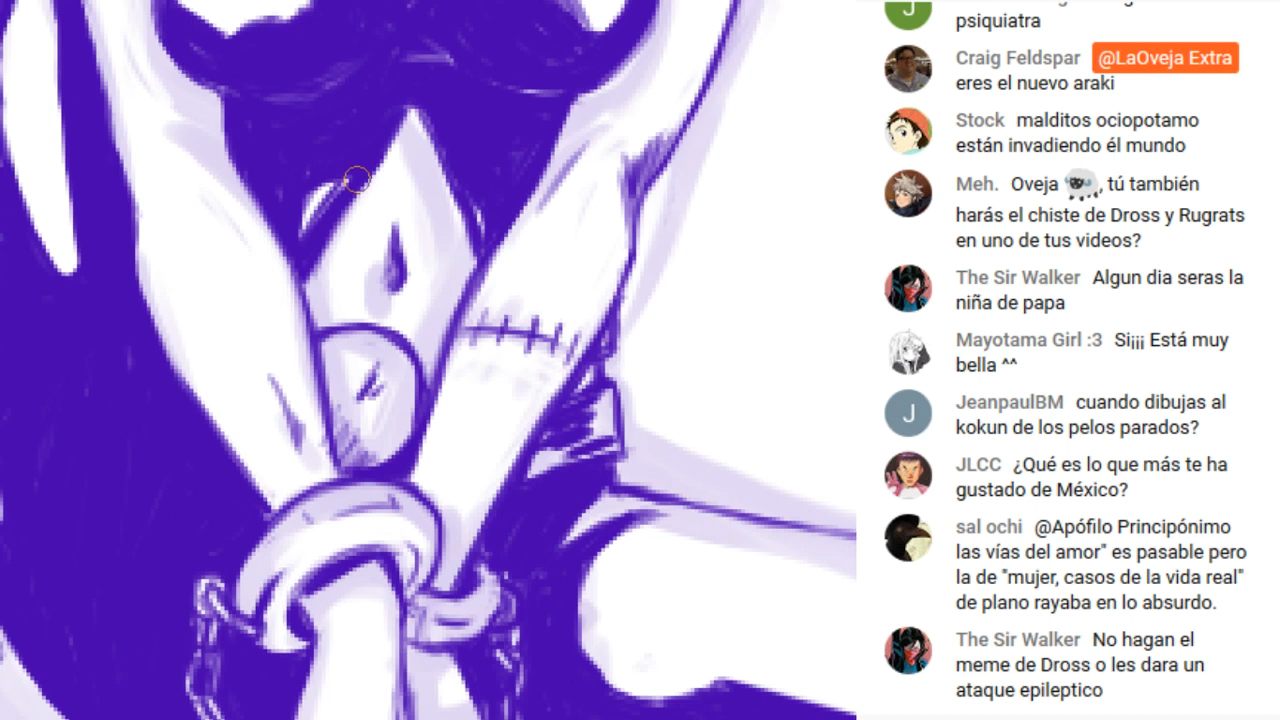 J
psiquiatra
Craig Feldspar @LaOveja Extra
eres el nuevo araki
Stock malditos ociopotamo
están invadiendo él mundo
Meh. Oveja , tú también
harás el chiste de Dross y Rugrats
en uno de tus videos?
The Sir Walker Algun dia seras la
niña de papa
Mayotama Girl :3 Si¡¡¡ Está muy
bella ^^
J
JeanpaulBM cuando dibujas al
kokun de los pelos parados?
JLCC ¿Qué es lo que más te ha
gustado de México?
sal ochi @Apófilo Principónimo
las vías del amor" es pasable pero
la de "mujer, casos de la vida real"
de plano rayaba en lo absurdo.
The Sir Walker No hagan el
meme de Dross o les dara un
ataque epileptico